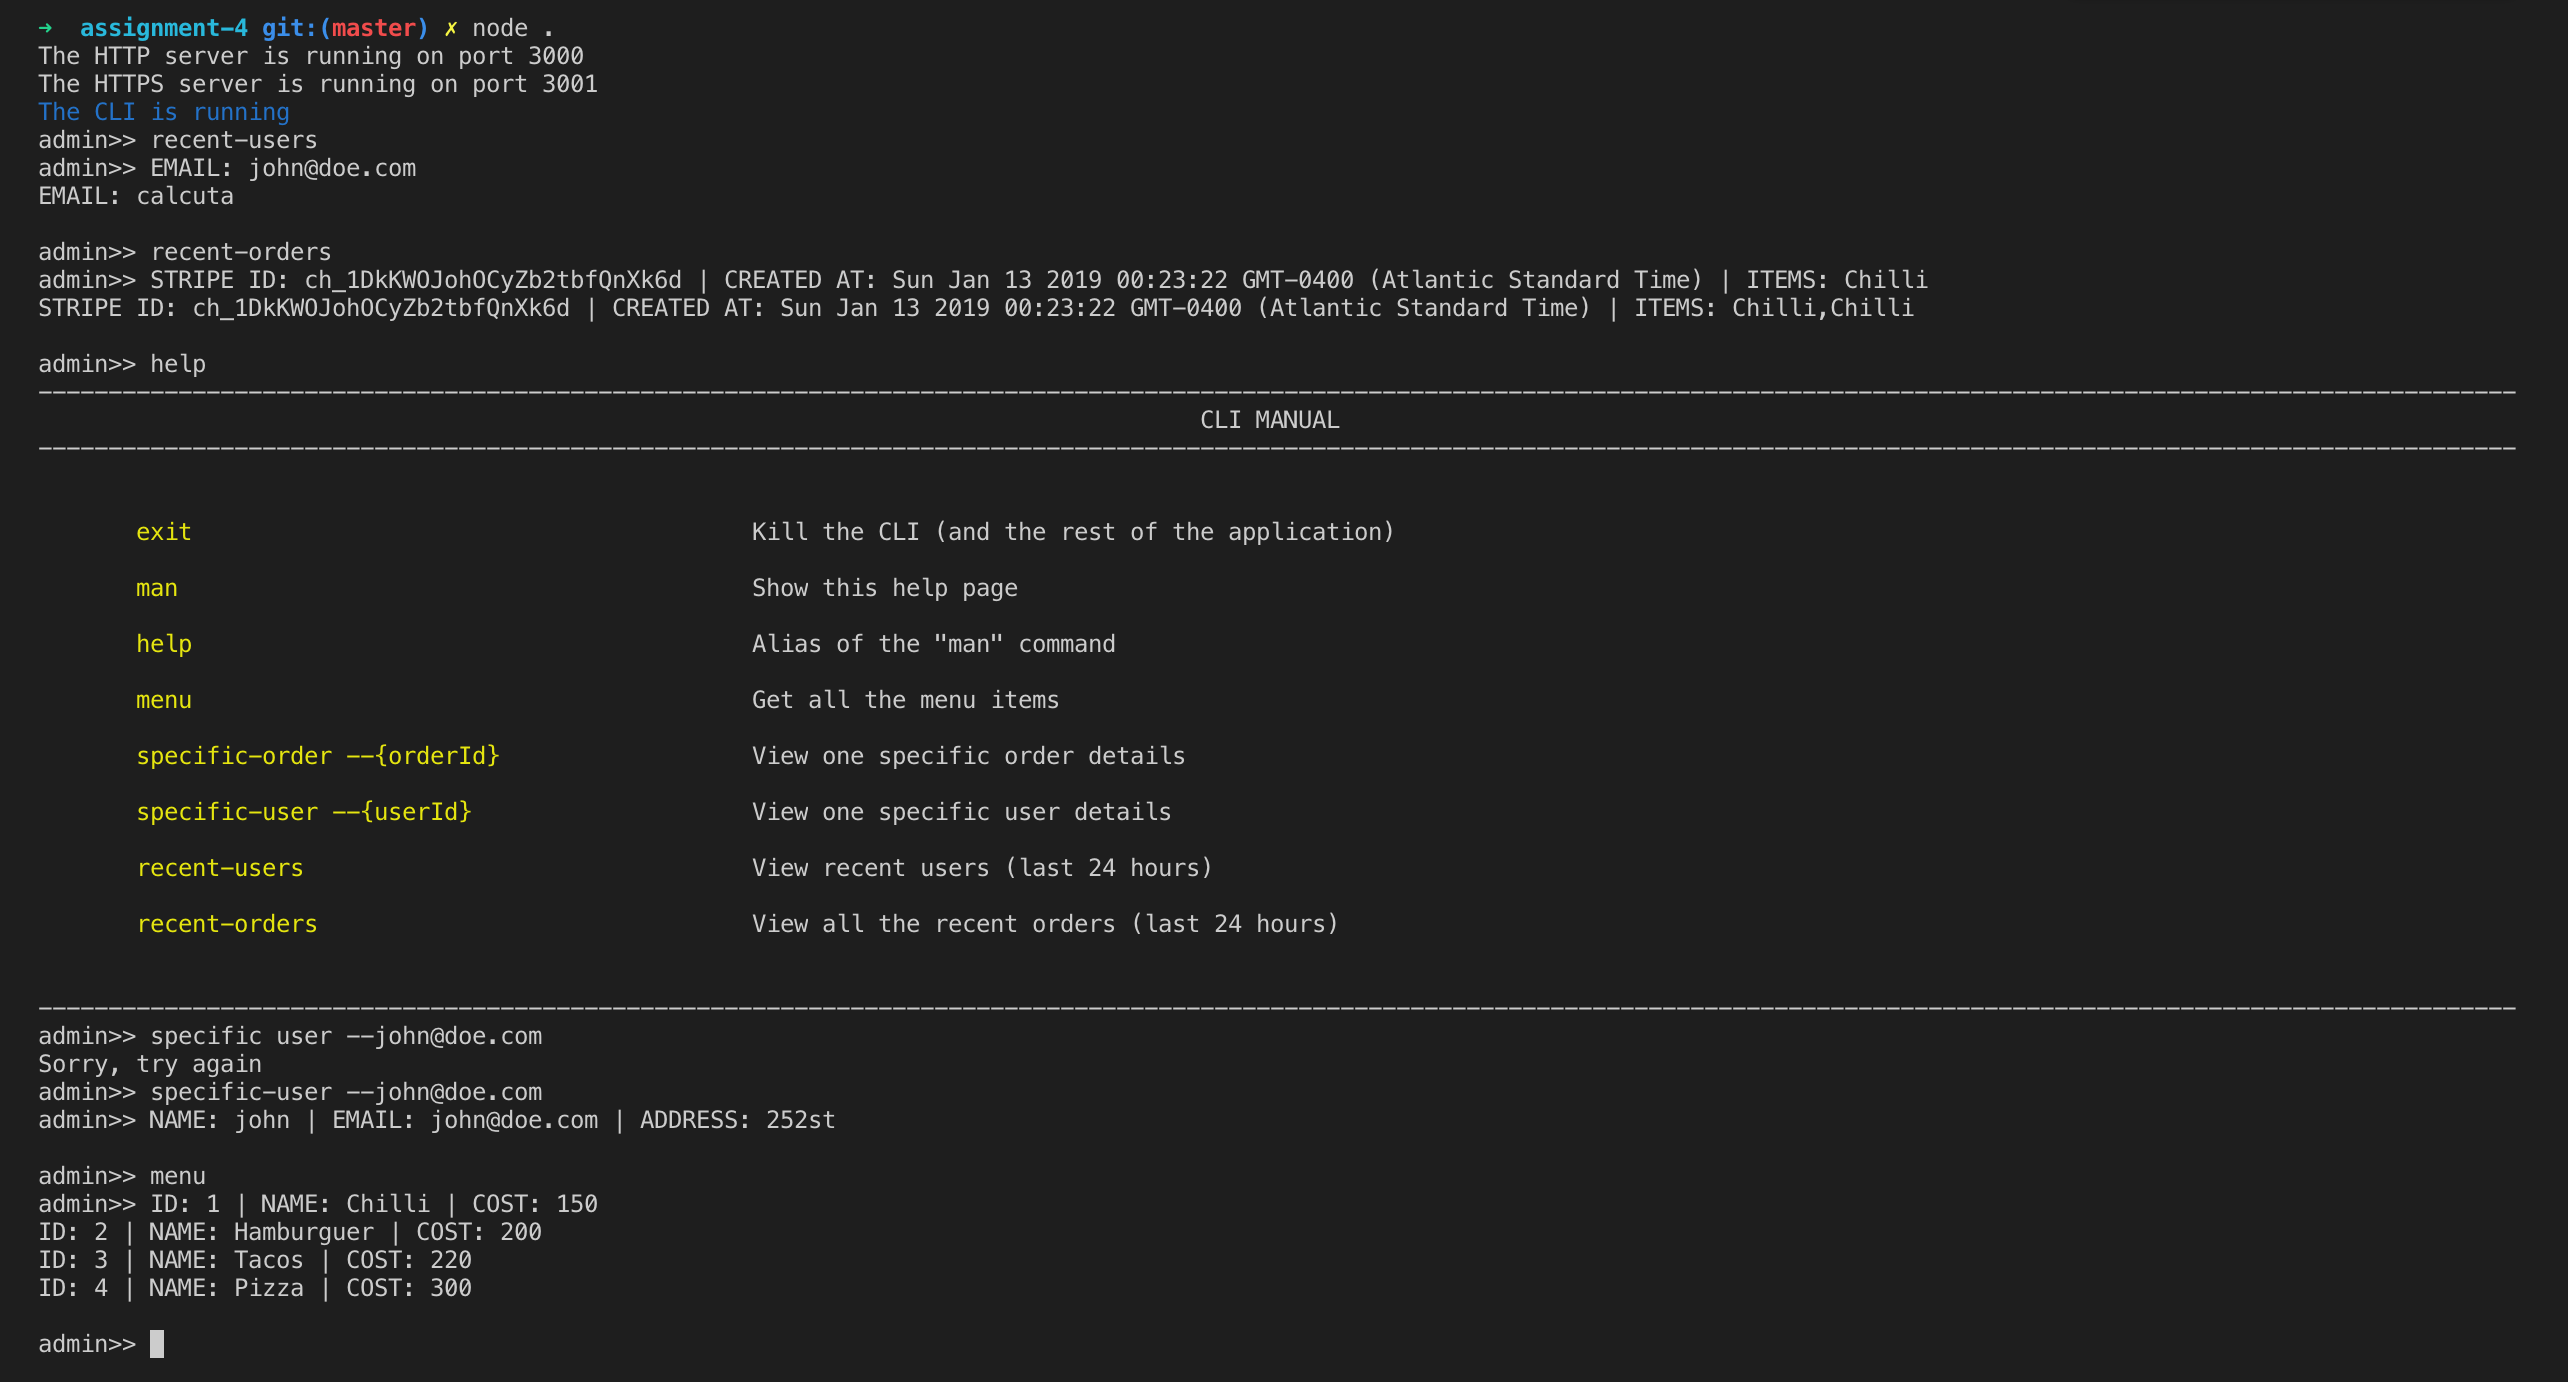 ➜  assignment-4 git:(master) ✗ node .
The HTTP server is running on port 3000
The HTTPS server is running on port 3001
The CLI is running
admin>> recent-users
admin>> EMAIL: john@doe.com
EMAIL: calcuta
admin>> recent-orders
admin>> STRIPE ID: ch_1DkKWOJohOCyZb2tbfQnXk6d | CREATED AT: Sun Jan 13 2019 00:23:22 GMT-0400 (Atlantic Standard Time) | ITEMS: Chilli
STRIPE ID: ch_1DkKWOJohOCyZb2tbfQnXk6d | CREATED AT: Sun Jan 13 2019 00:23:22 GMT-0400 (Atlantic Standard Time) | ITEMS: Chilli,Chilli
admin>> help
CLI MANUAL
exit Kill the CLI (and the rest of the application)
man Show this help page
help Alias of the "man" command
menu Get all the menu items
specific-order --{orderId} View one specific order details
specific-user --{userId} View one specific user details
recent-users View recent users (last 24 hours)
recent-orders View all the recent orders (last 24 hours)
admin>> specific user --john@doe.com
Sorry, try again
admin>> specific-user --john@doe.com
admin>> NAME: john | EMAIL: john@doe.com | ADDRESS: 252st
admin>> menu
admin>> ID: 1 | NAME: Chilli | COST: 150
ID: 2 | NAME: Hamburguer | COST: 200
ID: 3 | NAME: Tacos | COST: 220
ID: 4 | NAME: Pizza | COST: 300
admin>>